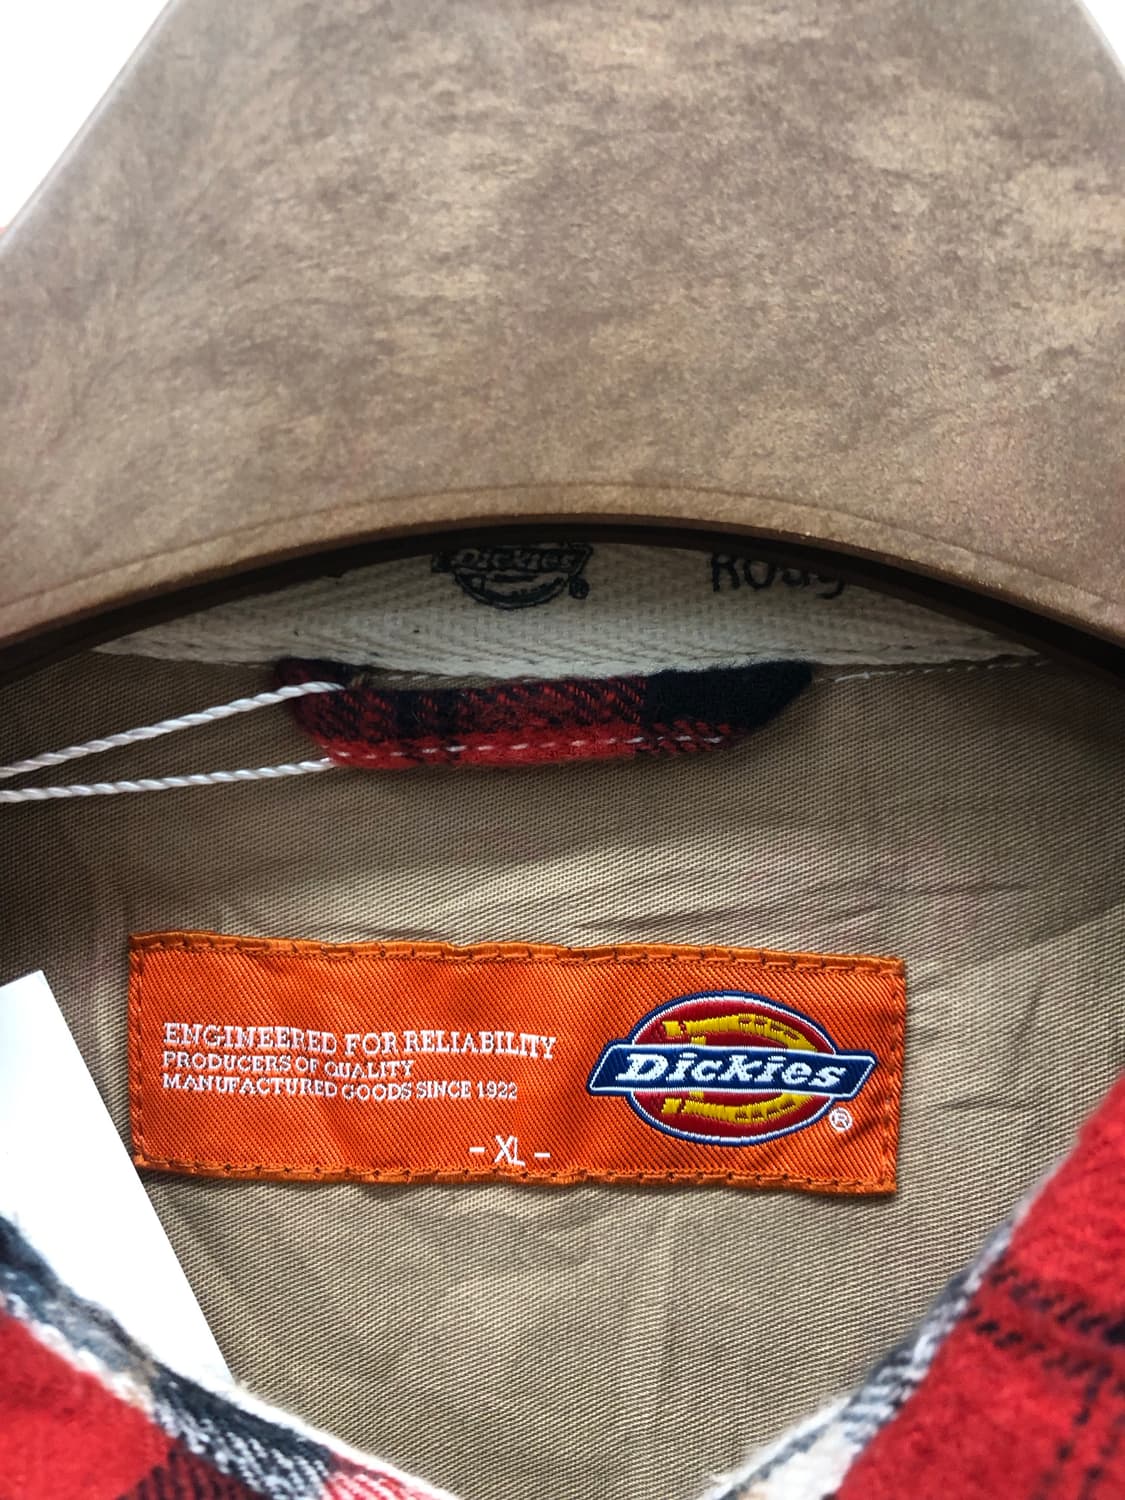 Dickies
ENGINEERED FOR RELIABILITY
PRODUCERS OF QUALITY
MANUFACTURED GOODS SINCE 1922
Dickies®
- XL -